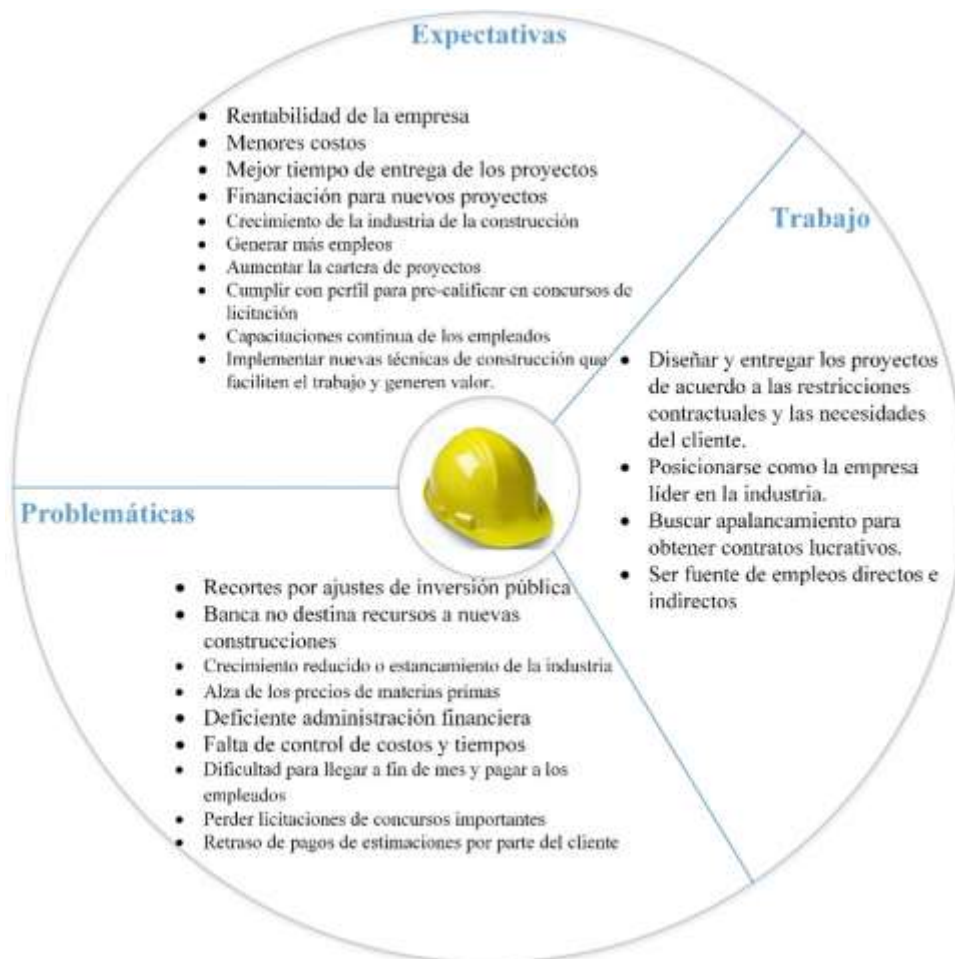 Expectativas
• Rentabilidad de la empresa
• Menores costos
• Mejor tiempo de entrega de los proyectos
• Financiación para nuevos proyectos
• Crecimiento de la industria de la construcción
• Generar más empleos
• Aumentar la cartera de proyectos
• Cumplir con perfil para pre-calificar en concursos de
licitación
• Capacitaciones continua de los empleados
• Implementar nuevas técnicas de construcción que
faciliten el trabajo y generen valor.
Trabajo
• Diseñar y entregar los proyectos
de acuerdo a las restricciones
contractuales y las necesidades
del cliente.
• Posicionarse como la empresa
líder en la industria.
• Buscar apalancamiento para
obtener contratos lucrativos.
• Ser fuente de empleos directos e
indirectos
Problemáticas
• Recortes por ajustes de inversión pública
• Banca no destina recursos a nuevas
construcciones
• Crecimiento reducido o estancamiento de la industria
• Alza de los precios de materias primas
• Deficiente administración financiera
• Falta de control de costos y tiempos
• Dificultad para llegar a fin de mes y pagar a los
empleados
• Perder licitaciones de concursos importantes
• Retraso de pagos de estimaciones por parte del cliente